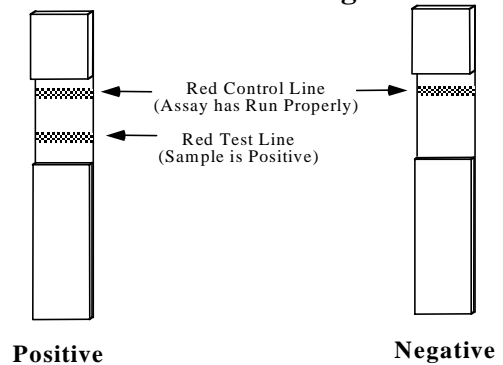 Red Control Line
(Assay has Run Properly)
Red Test Line
(Sample is Positive)
Positive
Negative